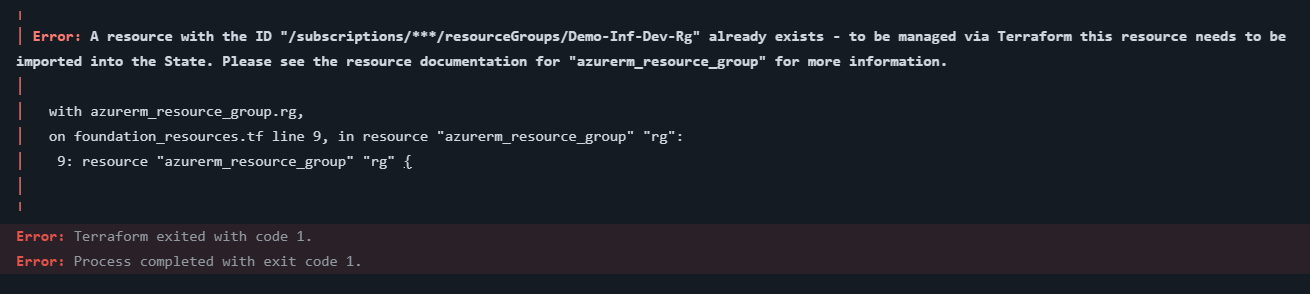 Error: A resource with the ID "/subscriptions/***/resourceGroups/Demo-Inf-Dev-Rg" already exists - to be managed via Terraform this resource needs to be
imported into the State. Please see the resource documentation for "azurerm_resource_group" for more information.
with azurerm_resource_group.rg,
on foundation_resources.tf line 9, in resource "azurerm_resource_group" "rg":
9: resource "azurerm_resource_group" "rg" {
Error: Terraform exited with code 1.
Error: Process completed with exit code 1.